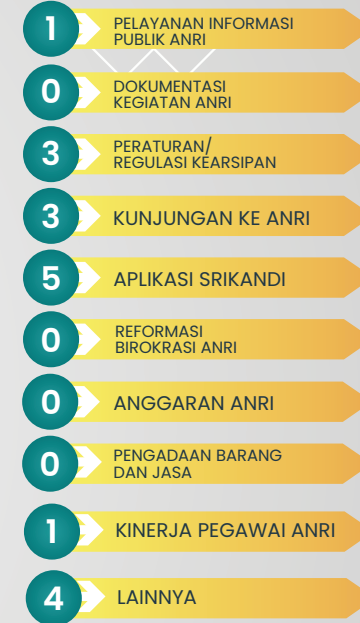 1 PELAYANAN INFORMASI
PUBLIK ANRI
0 DOKUMENTASI
KEGIATAN ANRI
3 PERATURAN/
REGULASI KEARSIPAN
3 KUNJUNGAN KE ANRI
5 APLIKASI SRIKANDI
0 REFORMASI
BIROKRASI ANRI
0 ANGGARAN ANRI
0 PENGADAAN BARANG
DAN JASA
1 KINERJA PEGAWAI ANRI
4 LAINNYA